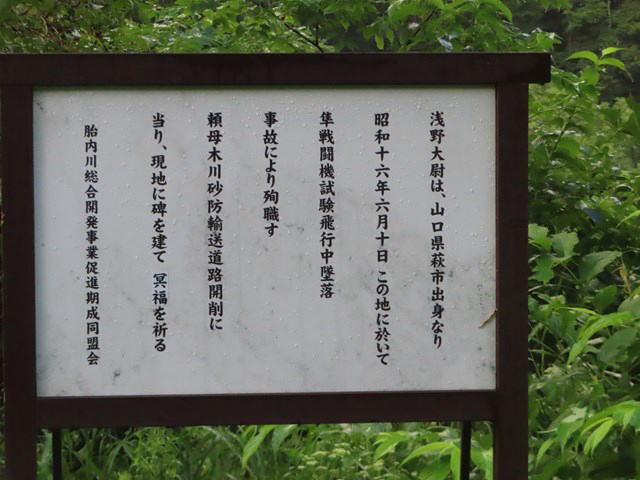 浅野大尉は、山口県萩市出身なり
昭和十六年六月十日 この地に於いて
隼戦闘機試験飛行中墜落
事故により殉職す
頼母木川砂防輸送道路開削に
当り、現地に碑を建て 冥福を祈る
胎内川総合開発事業促進期成同盟会